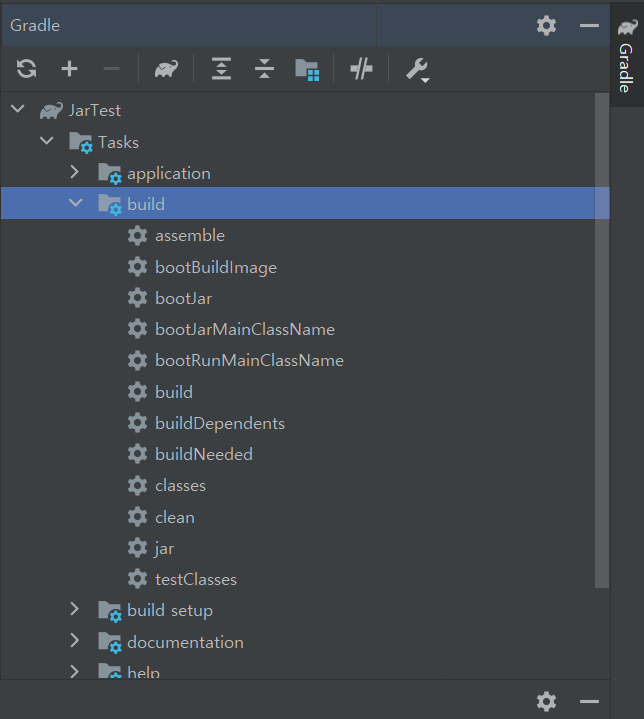 Gradle
Gradle
JarTest
Tasks
application
build
assemble
bootBuildImage
bootJar
bootJarMainClassName
bootRunMainClassName
build
buildDependents
buildNeeded
classes
clean
jar
testClasses
build setup
documentation
help